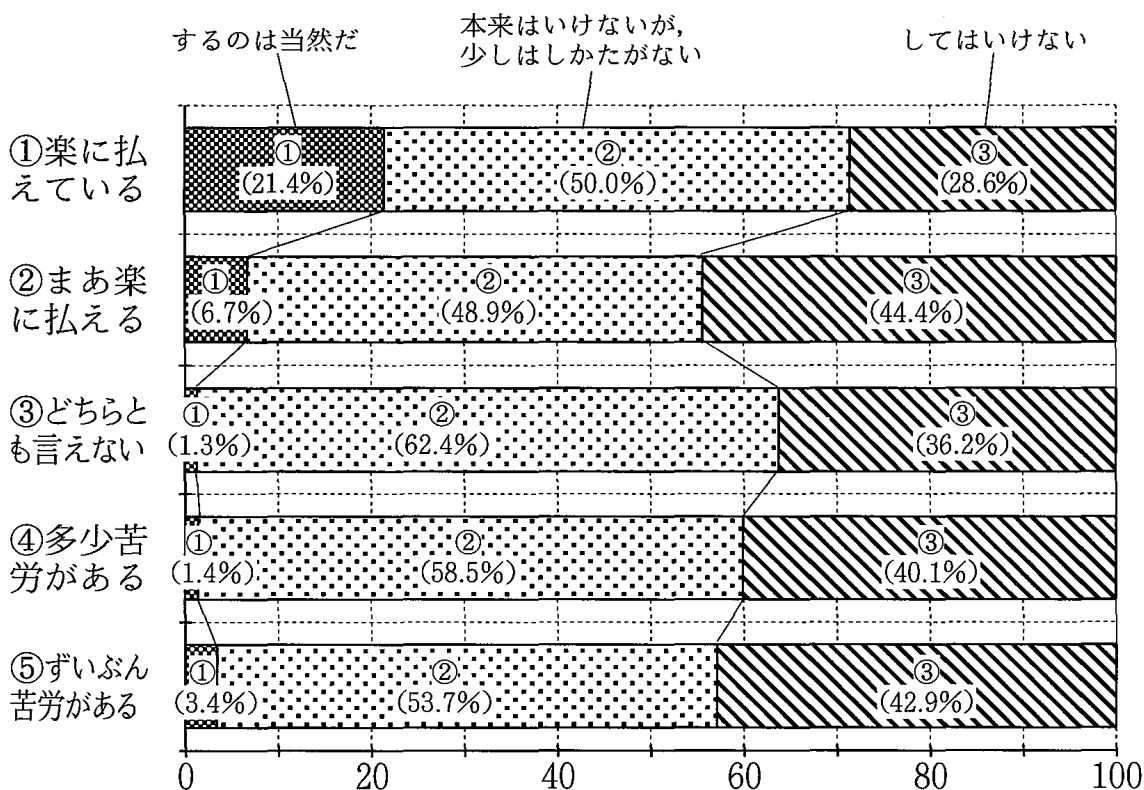 するのは当然だ
本来はいけないが,
少しはしかたがない
してはいけない
①楽に払
えている
①
(21.4%)
②
(50.0%)
③
(28.6%)
②まあ楽
に払える
①
(6.7%)
②
(48.9%)
③
(44.4%)
③どちらと
も言えない
①
(1.3%)
②
(62.4%)
③
(36.2%)
④多少苦
労がある
①
(1.4%)
②
(58.5%)
③
(40.1%)
⑤ずいぶん
苦労がある
①
(3.4%)
②
(53.7%)
③
(42.9%)
0 20 40 60 80 100